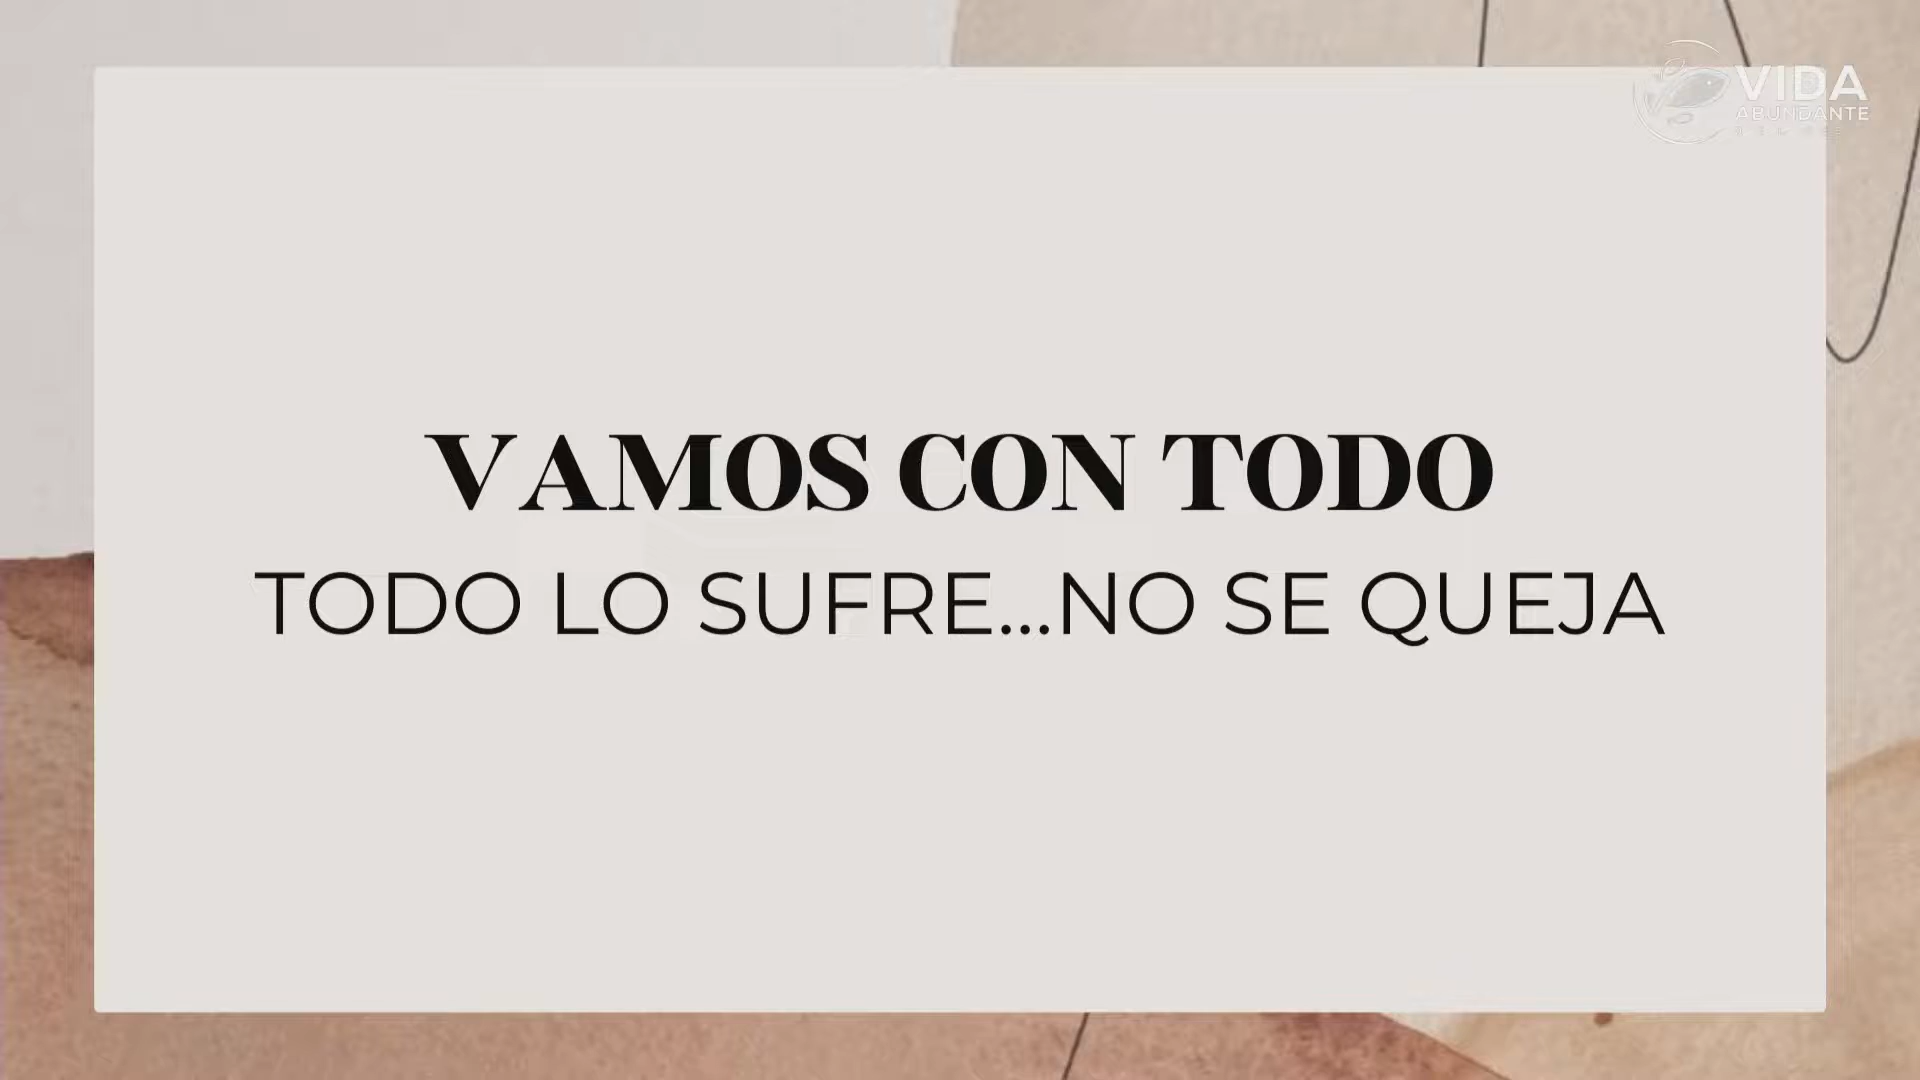 VIDA
ABUNDANTE
VAMOS CON TODO
TODO LO SUFRE...NO SE QUEJA